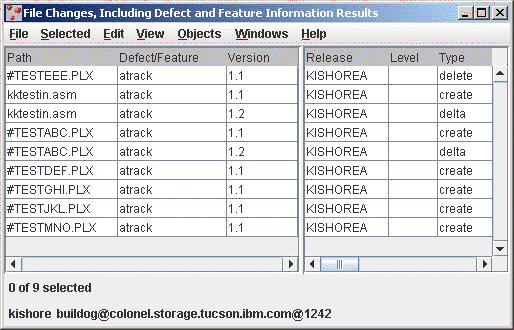 File Changes, Including Defect and Feature Information Results
File Selected Edit View Objects Windows Help
Path Defect/Feature Version Release Level Type
#TESTEEE.PLX atrack 1.1 KISHOREA delete
kktestin.asm atrack 1.1 KISHOREA create
kktestin.asm atrack 1.2 KISHOREA delta
#TESTABC.PLX atrack 1.1 KISHOREA create
#TESTABC.PLX atrack 1.2 KISHOREA delta
#TESTDEF.PLX atrack 1.1 KISHOREA create
#TESTGHI.PLX atrack 1.1 KISHOREA create
#TESTJKL.PLX atrack 1.1 KISHOREA create
#TESTMNO.PLX atrack 1.1 KISHOREA create
0 of 9 selected
kishore buildog@colonel.storage.tucson.ibm.com@1242